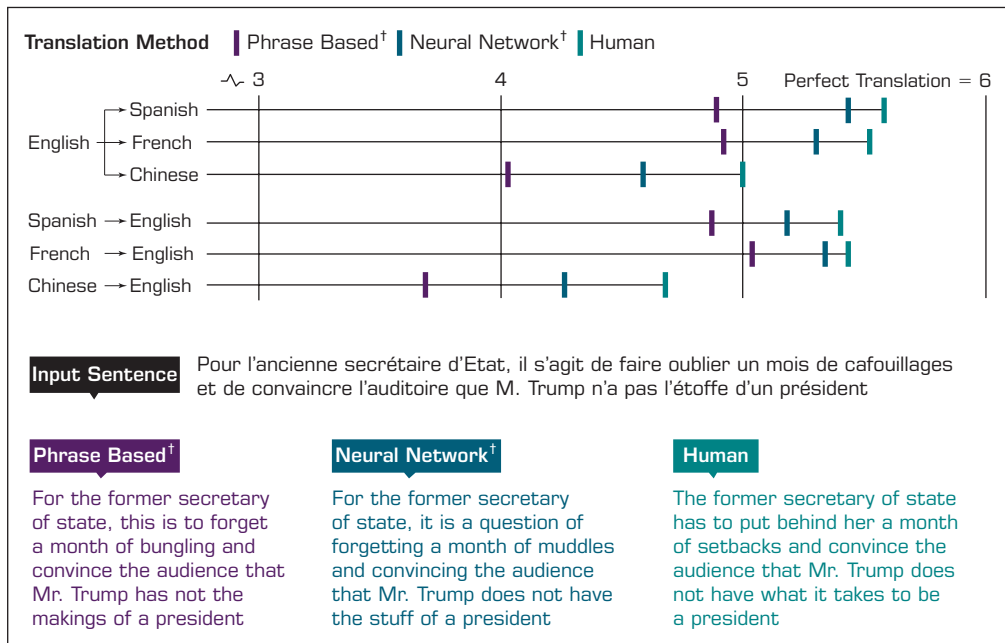 Translation Method Phrase Based† Neural Network† Human
3 4 5 Perfect Translation = 6
Spanish
English French
Chinese
Spanish → English
French → English
Chinese → English
Input Sentence
Pour l'ancienne secrétaire d'Etat, il s'agit de faire oublier un mois de cafouillages
et de convaincre l'auditoire que M. Trump n'a pas l'étoffe d'un président
Phrase Based†
For the former secretary
of state, this is to forget
a month of bungling and
convince the audience that
Mr. Trump has not the
makings of a president
Neural Network†
For the former secretary
of state, it is a question of
forgetting a month of muddles
and convincing the audience
that Mr. Trump does not have
the stuff of a president
Human
The former secretary of state
has to put behind her a month
of setbacks and convince the
audience that Mr. Trump does
not have what it takes to be
a president